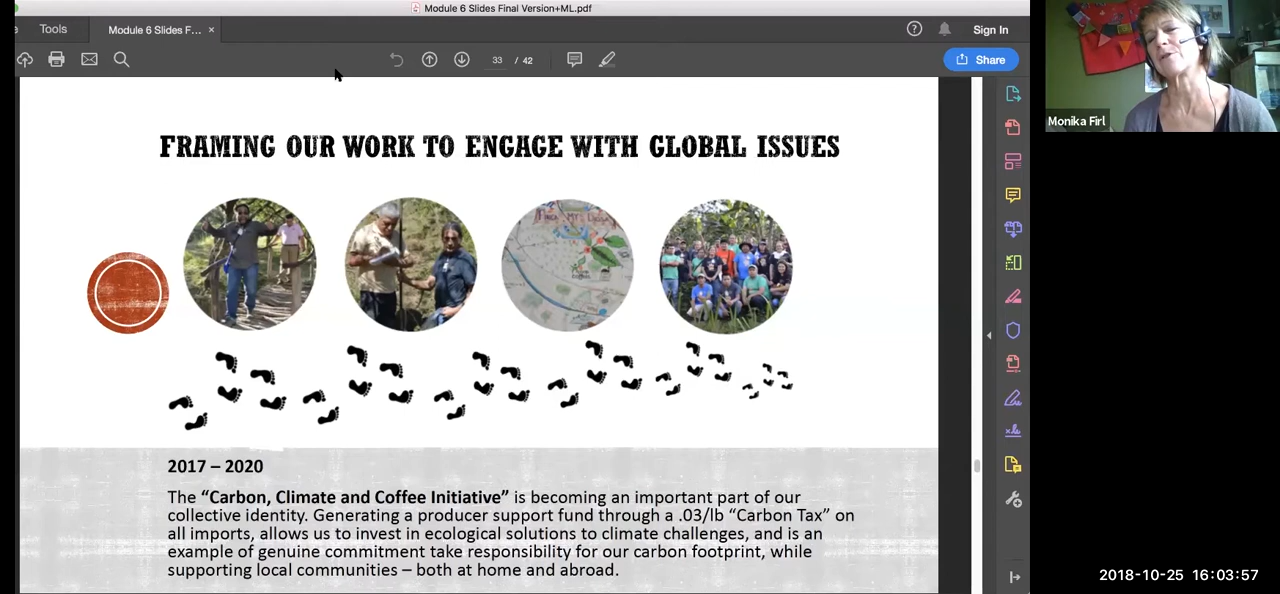 Module 6 Slides Final Version+ML.pdf
Tools
Module 6 Slides F... ×
Sign In
33 / 42
Share
Monika Firl
FRAMING OUR WORK TO ENGAGE WITH GLOBAL ISSUES
2017 – 2020
The “Carbon, Climate and Coffee Initiative” is becoming an important part of our
collective identity. Generating a producer support fund through a .03/lb “Carbon Tax” on
all imports, allows us to invest in ecological solutions to climate challenges, and is an
example of genuine commitment take responsibility for our carbon footprint, while
supporting local communities – both at home and abroad.
2018-10-25 16:03:57